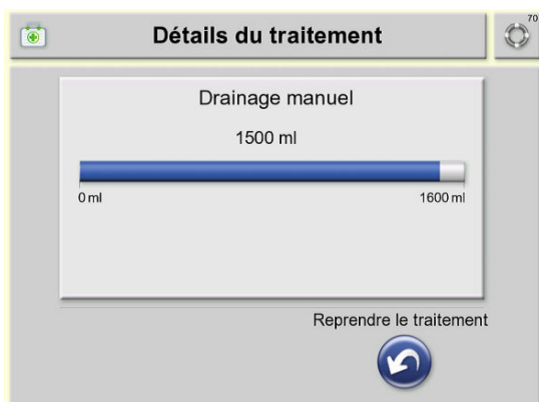 Détails du traitement
70
Drainage manuel
1500 ml
0 ml 1600 ml
Reprendre le traitement